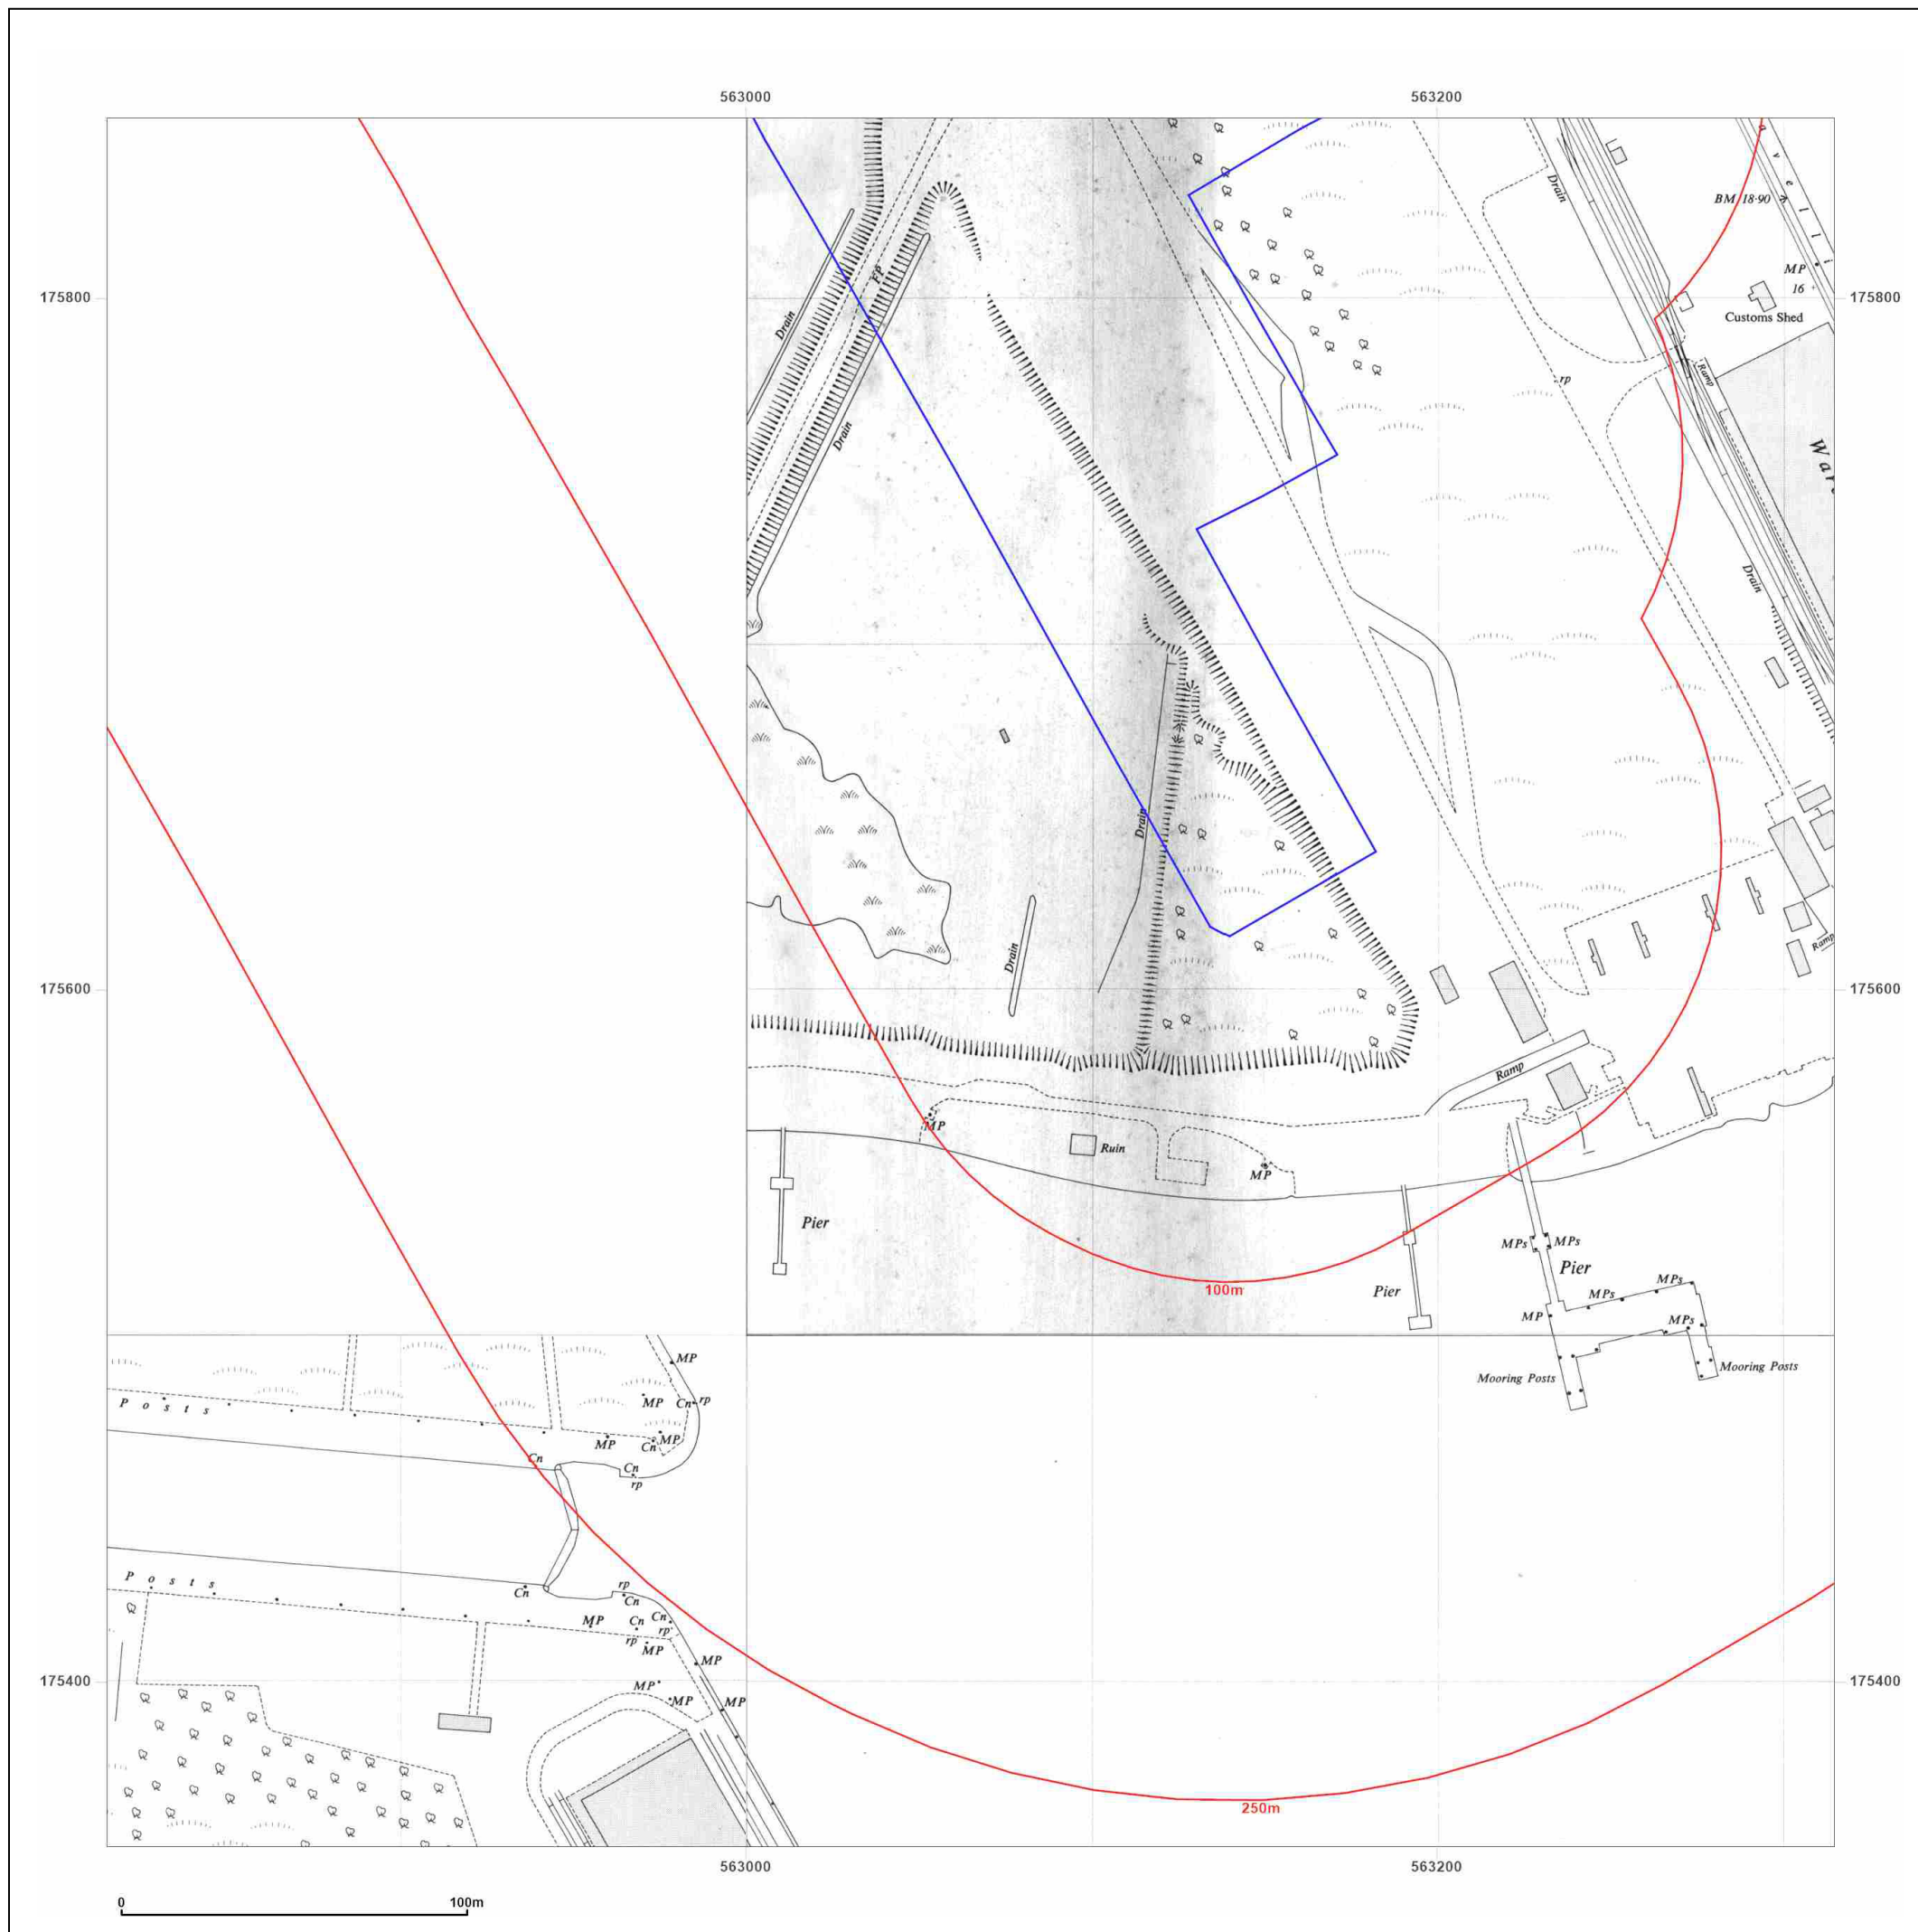 563000
563200
Drain
BM 18·90
FP
MP
16 +
175800
175800
Customs Shed
Drain
Ramp
rp
Drain
Drain
Drain
Drain
175600
175600
Ramp
Ramp
MP
Ruin
MP
Pier
MPs
MPs
Pier
MPs
Pier
100m
MPs
MP
MPs
MP
Mooring Posts
Mooring Posts
Posts
MP
Cn
rp
MP
Cn
MP
Cn
Cn
rp
Posts
rp
Cn
Cn
MP
Cn
Cn
rp
rp
MP
MP
175400
175400
MP
MP
MP
250m
563000
563200
0
100m